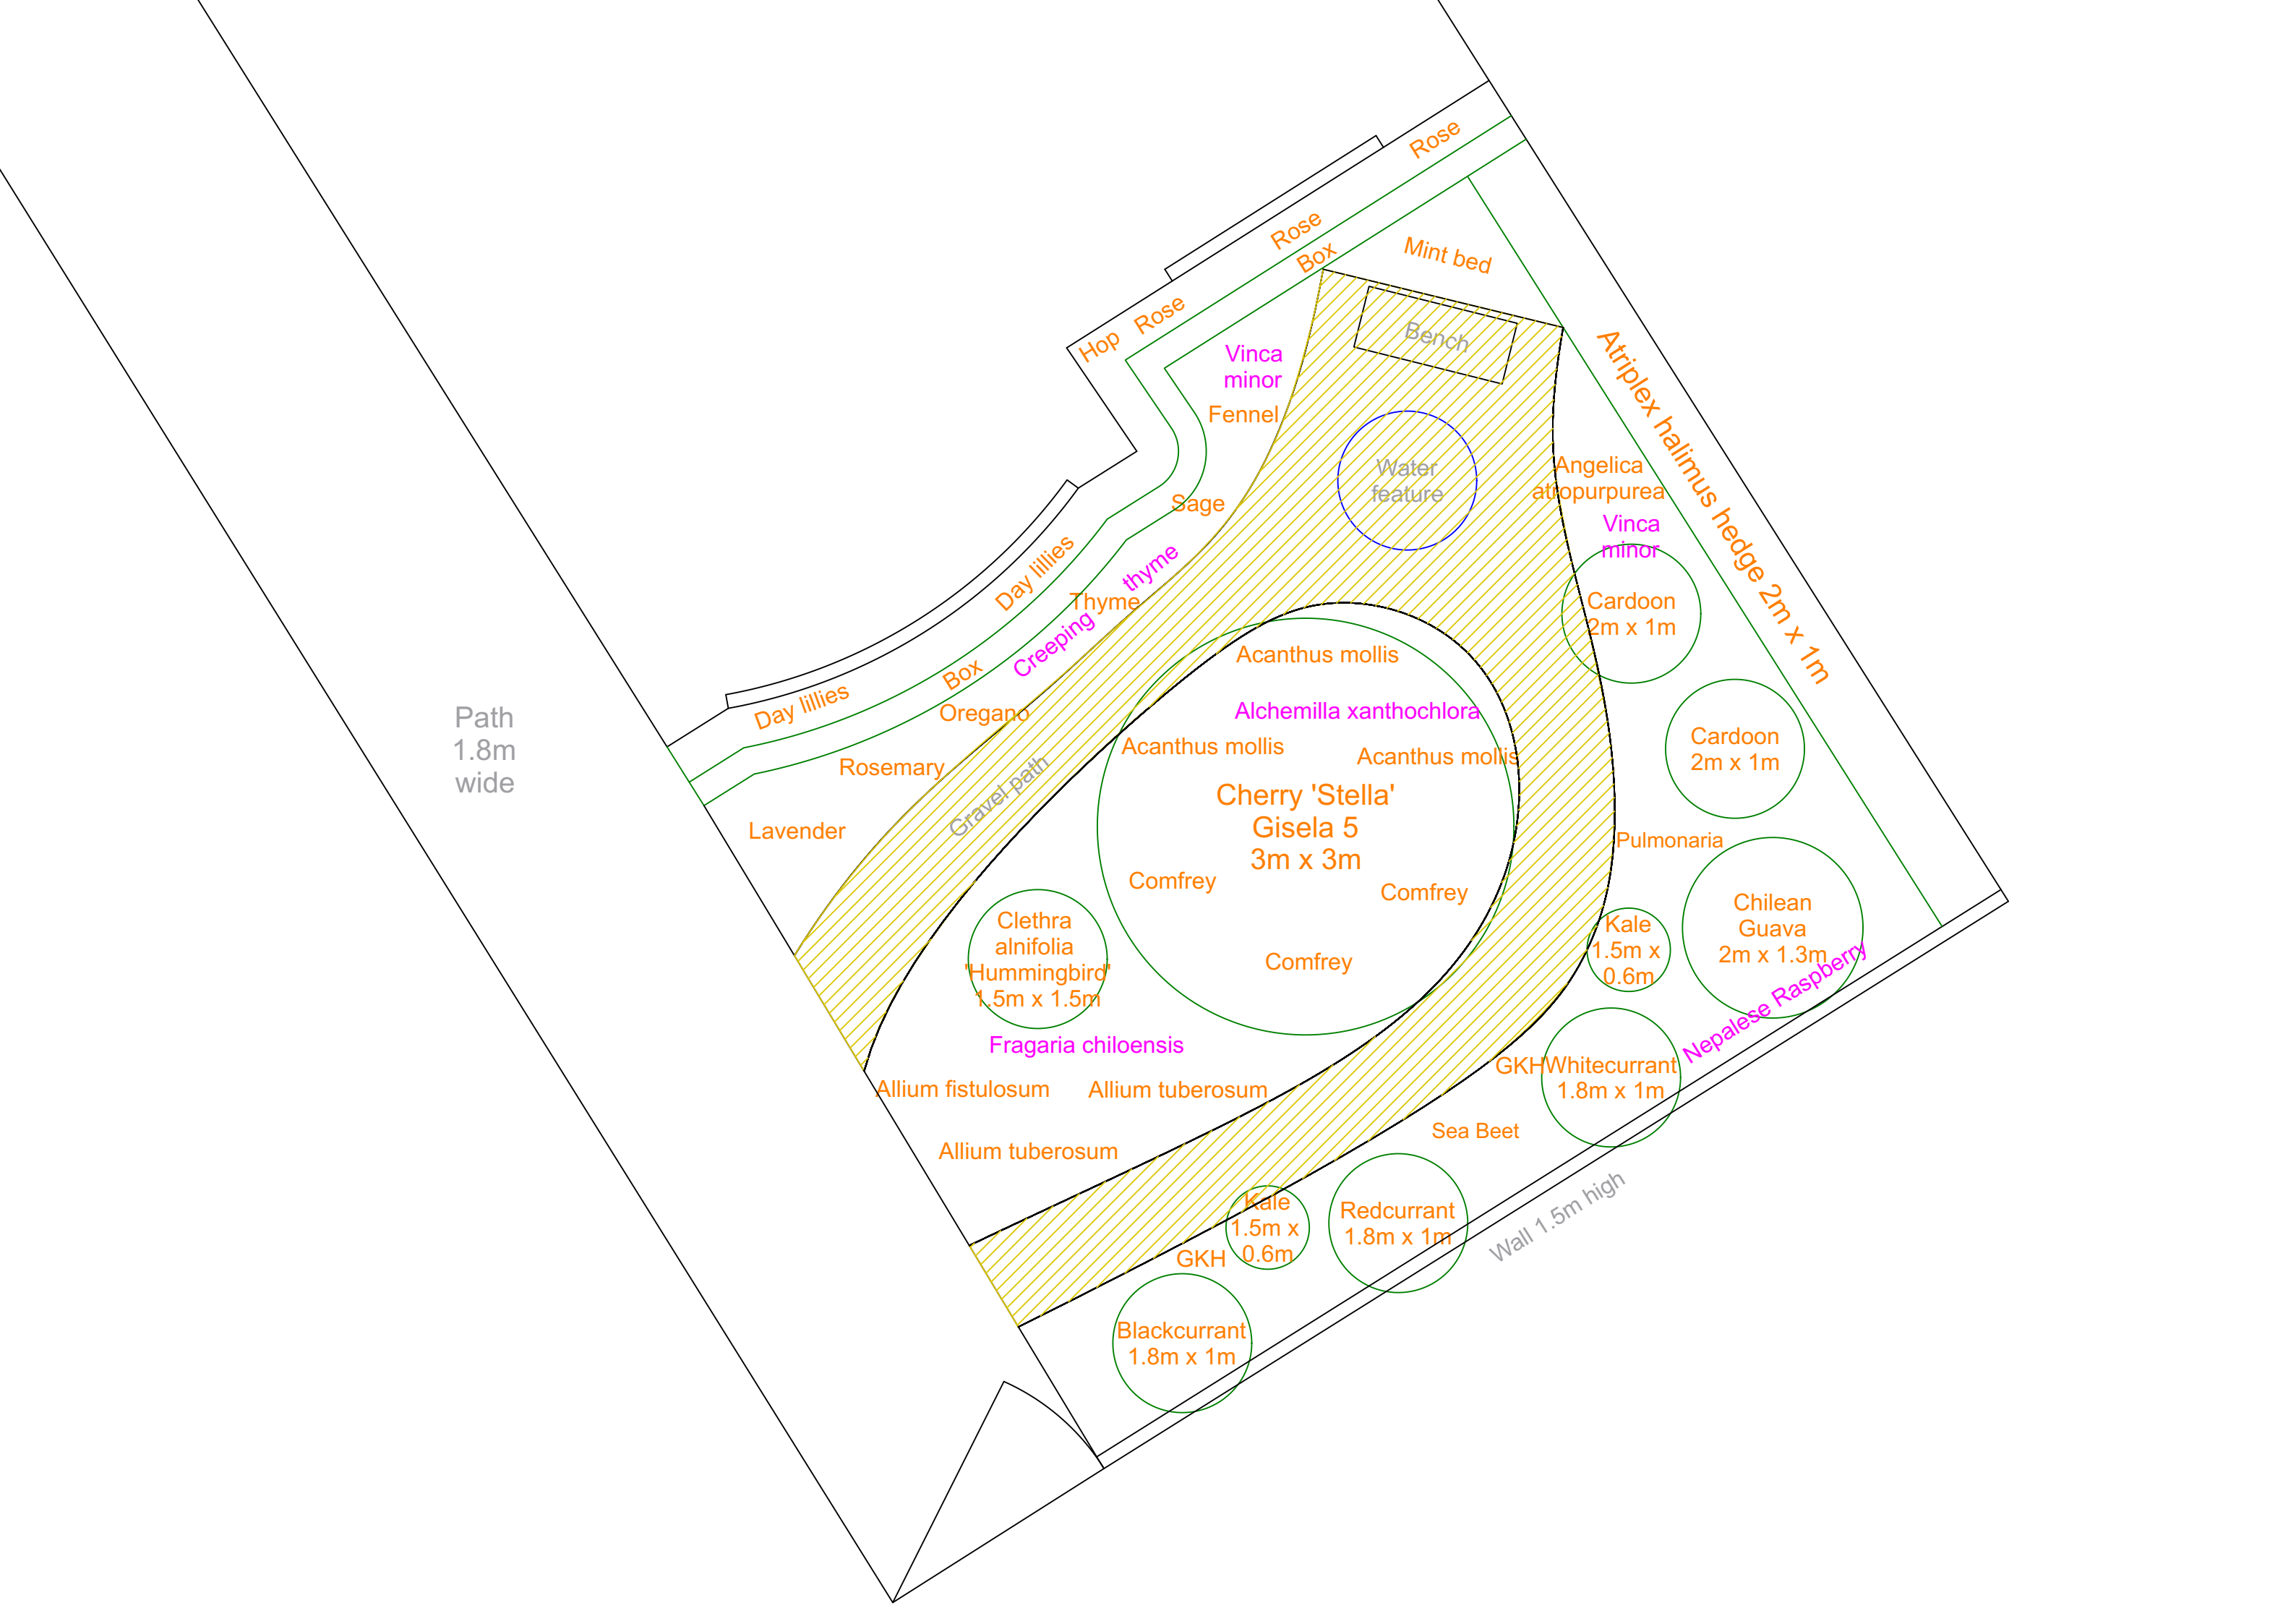 Rose
Rose
Box
Mint bed
Hop
Rose
Bench
Vinca
minor
Fennel
Atriplex halimus hedge 2m x 1m
Water
feature
Angelica
atropurpurea
Sage
Vinca
minor
Day lillies
Creeping thyme
Thyme
Cardoon
2m x 1m
Acanthus mollis
Box
Day lillies
Oregano
Alchemilla xanthochlora
Path
1.8m
wide
Acanthus mollis
Acanthus mollis
Cardoon
2m x 1m
Rosemary
Gravel path
Cherry 'Stella'
Gisela 5
3m x 3m
Lavender
Pulmonaria
Comfrey
Comfrey
Clethra
alnifolia
'Hummingbird'
1.5m x 1.5m
Kale
1.5m x
0.6m
Chilean
Guava
2m x 1.3m
Comfrey
Nepalese Raspberry
Fragaria chiloensis
GKH
Whitecurrant
1.8m x 1m
Allium fistulosum
Allium tuberosum
Sea Beet
Allium tuberosum
Kale
1.5m x
0.6m
Redcurrant
1.8m x 1m
Wall 1.5m high
GKH
Blackcurrant
1.8m x 1m